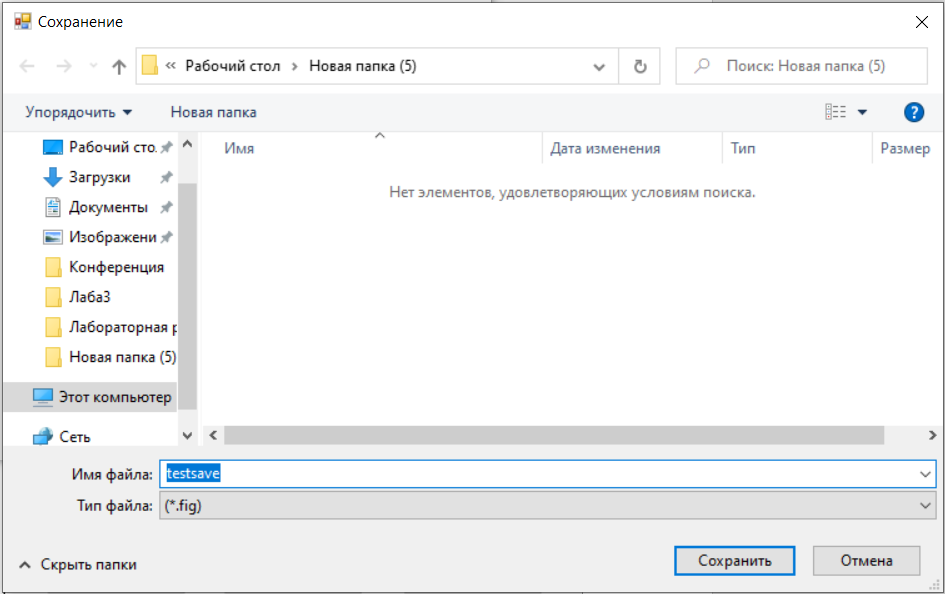 Сохранение
« Рабочий стол › Новая папка (5)
Поиск: Новая папка (5)
Упорядочить
Новая папка
?
Имя
Дата изменения
Тип
Размер
Нет элементов, удовлетворяющих условиям поиска.
Рабочий сто.
Загрузки
Документы
Изображени
Конференция
Лаба3
Лабораторная р
Новая папка (5)
Этот компьютер
Сеть
Имя файла: testsave
Тип файла: (*.fig)
Скрыть папки
Сохранить
Отмена